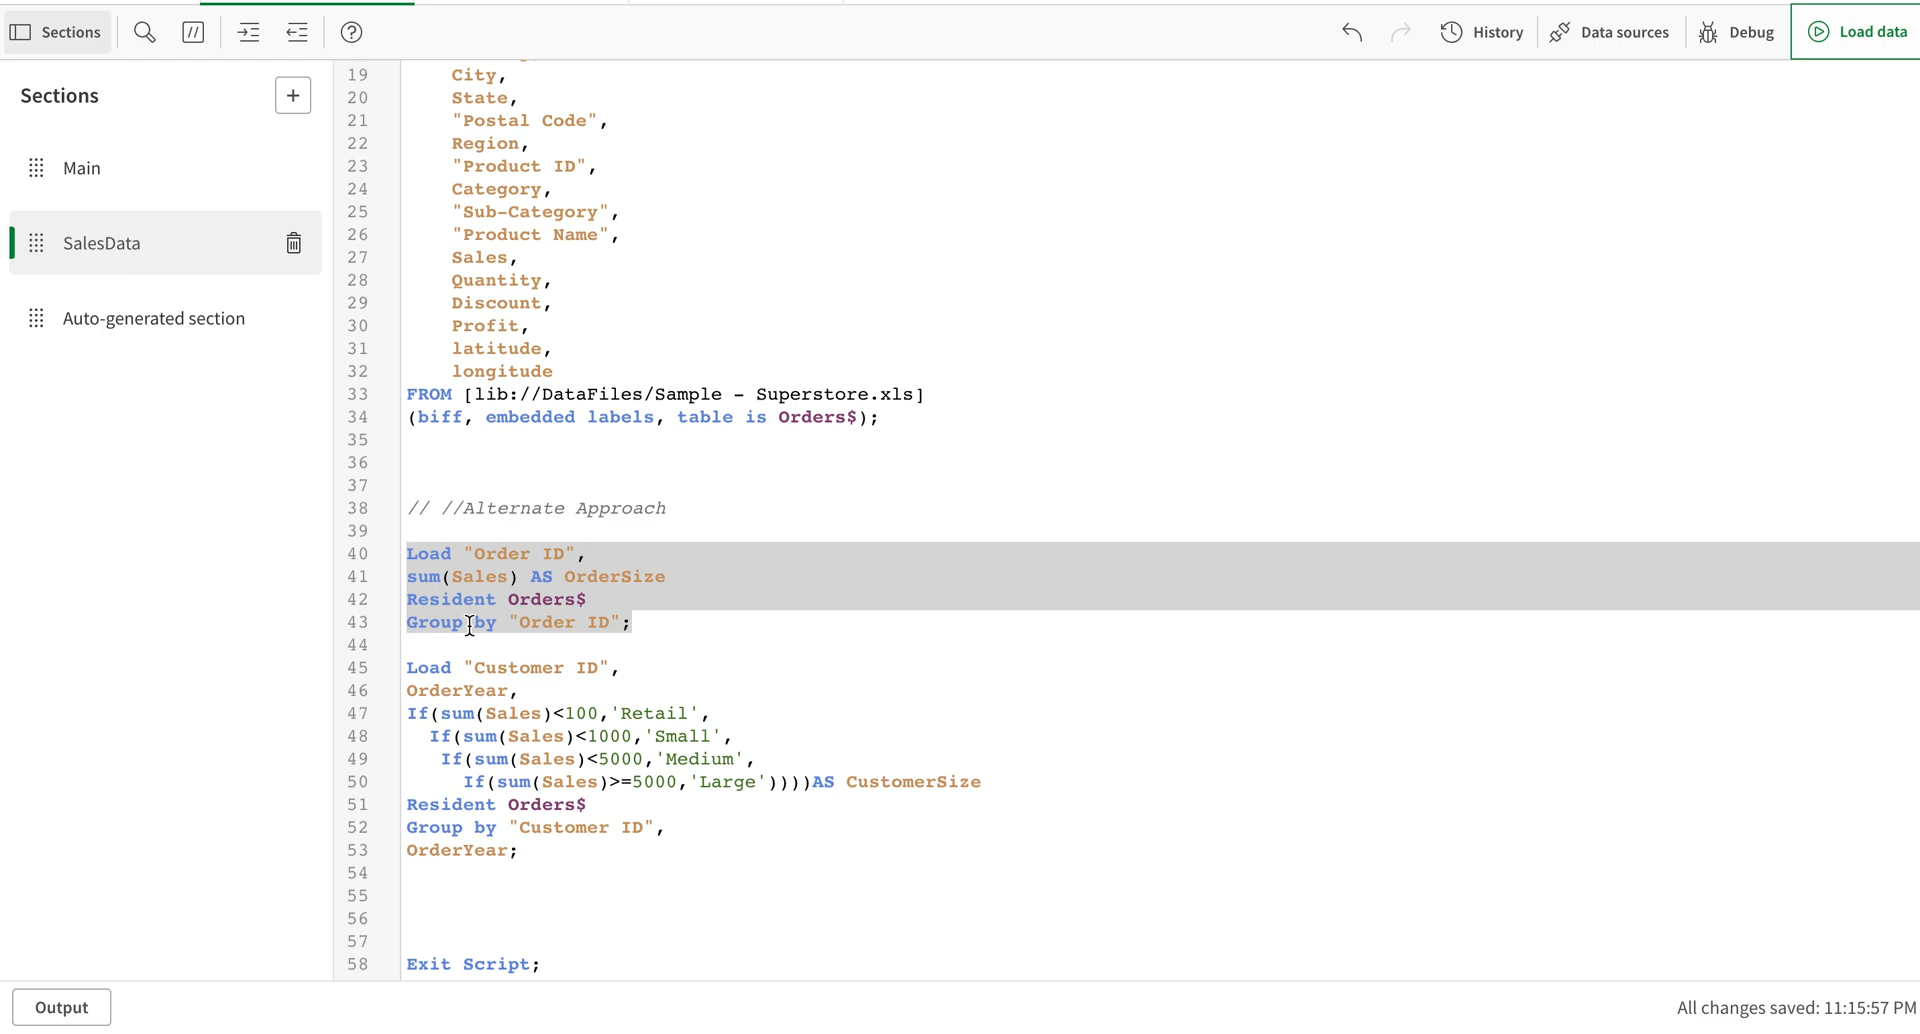 Sections
//
?
History
Data sources
Debug
Load data
Sections
+
Main
SalesData
Auto-generated section
19 City,
20 State,
21 "Postal Code",
22 Region,
23 "Product ID",
24 Category,
25 "Sub-Category",
26 "Product Name",
27 Sales,
28 Quantity,
29 Discount,
30 Profit,
31 latitude,
32 longitude
33 FROM [lib://DataFiles/Sample - Superstore.xls]
34 (biff, embedded labels, table is Orders$);
35
36
37
38 // //Alternate Approach
39
40 Load "Order ID",
41 sum(Sales) AS OrderSize
42 Resident Orders$
43 Group by "Order ID";
44
45 Load "Customer ID",
46 OrderYear,
47 If(sum(Sales)<100,'Retail',
48 If(sum(Sales)<1000,'Small',
49 If(sum(Sales)<5000,'Medium',
50 If(sum(Sales)>=5000,'Large'))))AS CustomerSize
51 Resident Orders$
52 Group by "Customer ID",
53 OrderYear;
54
55
56
57
58 Exit Script;
Output
All changes saved: 11:15:57 PM